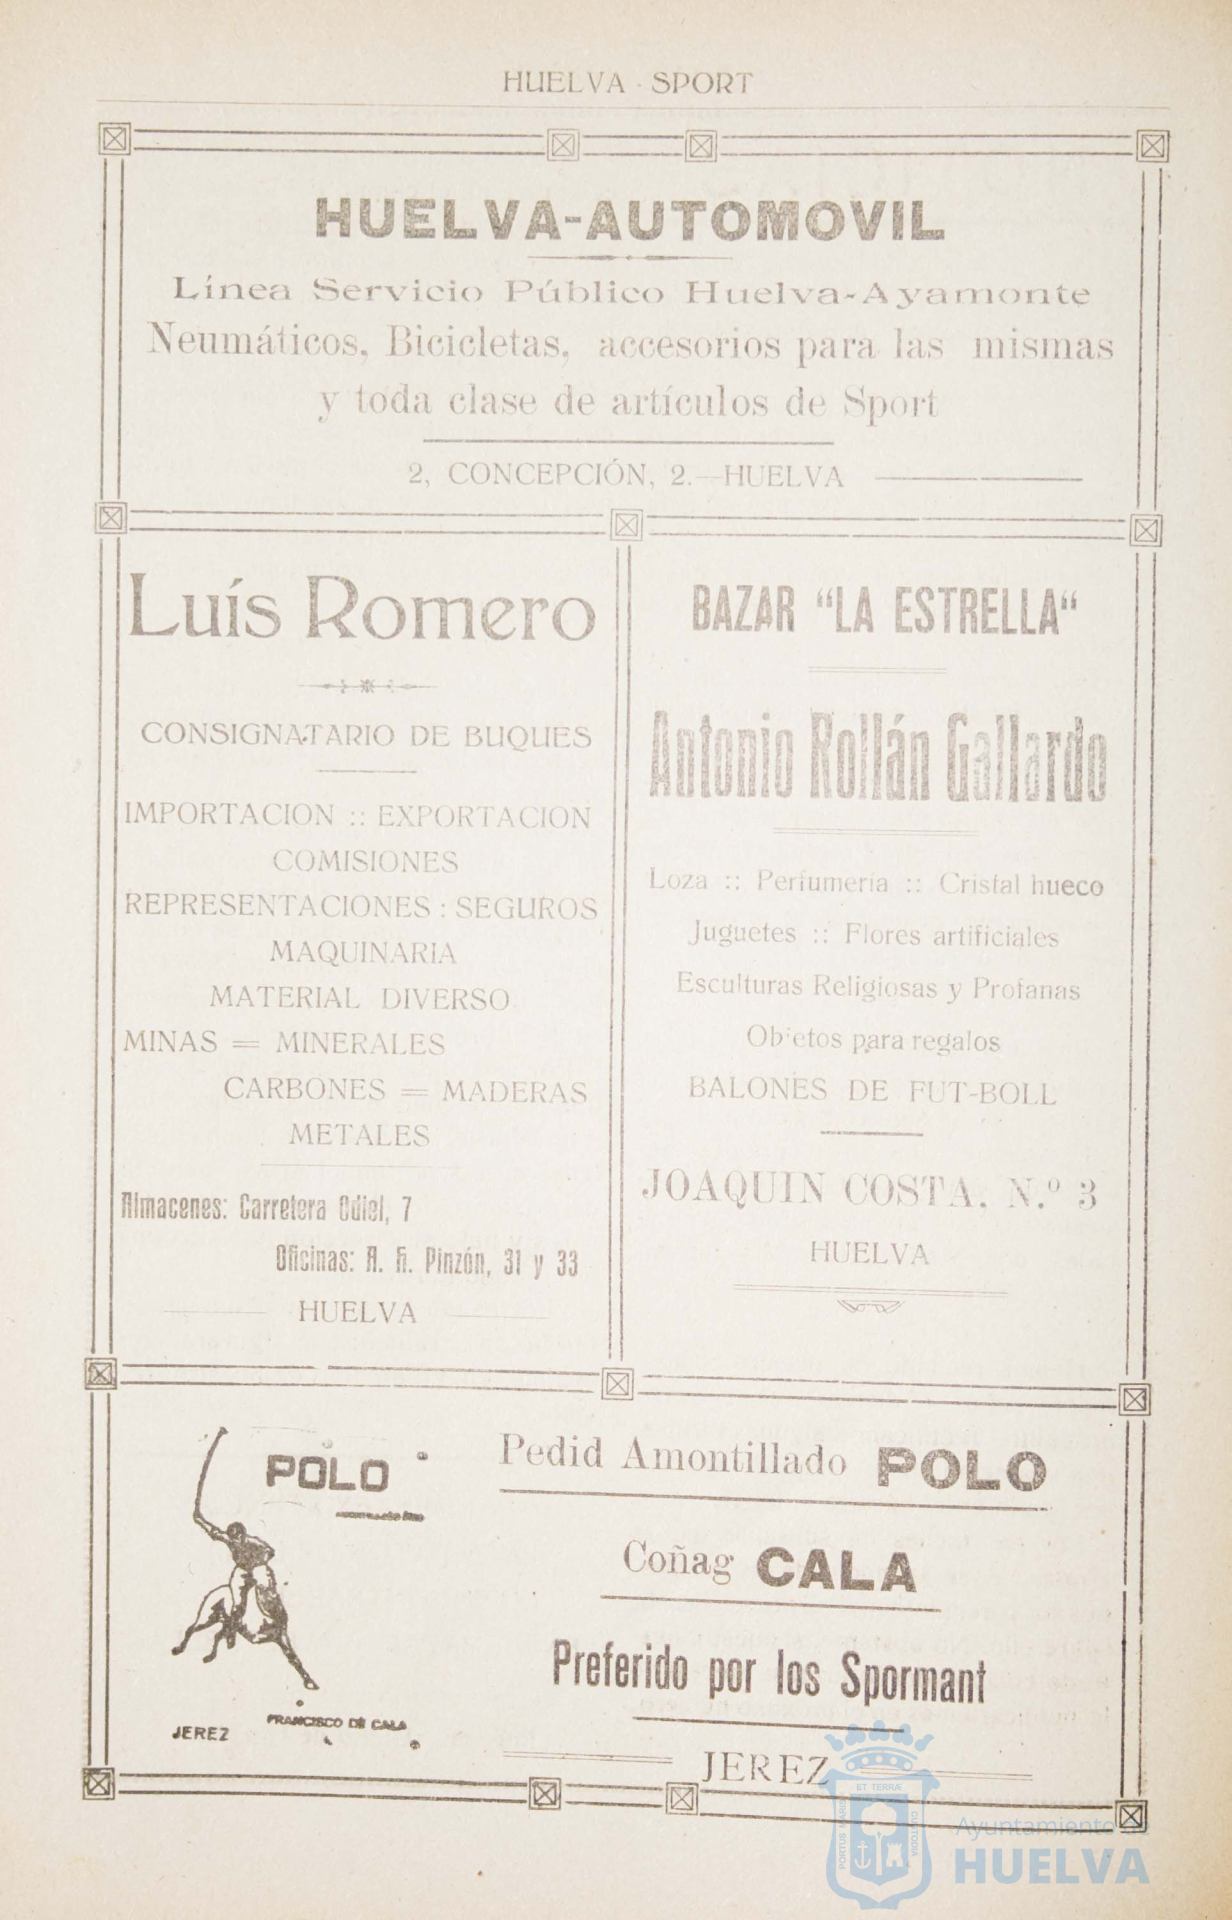 HUELVA - SPORT
HUELVA-AUTOMOVIL
Línea Servicio Público Huelva-Ayamonte
Neumáticos, Bicicletas, accesorios para las mismas
y toda clase de artículos de Sport
2, CONCEPCIÓN, 2.—HUELVA
Luís Romero
CONSIGNATARIO DE BUQUES
IMPORTACION :: EXPORTACION
COMISIONES
REPRESENTACIONES : SEGUROS
MAQUINARIA
MATERIAL DIVERSO
MINAS = MINERALES
CARBONES = MADERAS
METALES
Almacenes: Carretera Odiel, 7
Oficinas: A. H. Pinzón, 31 y 33
HUELVA
BAZAR “LA ESTRELLA“
Antonio Rollán Gallardo
Loza :: Perfumería :: Cristal hueco
Juguetes :: Flores artificiales
Esculturas Religiosas y Profanas
Objetos para regalos
BALONES DE FUT-BOLL
JOAQUIN COSTA, N.º 3
HUELVA
POLO
JEREZ
FRANCISCO DE CALA
Pedid Amontillado POLO
Coñag CALA
Preferido por los Spormant
JEREZ
PORTUS MARIS ET TERRÆ CUSTODIA
Ayuntamiento de
HUELVA